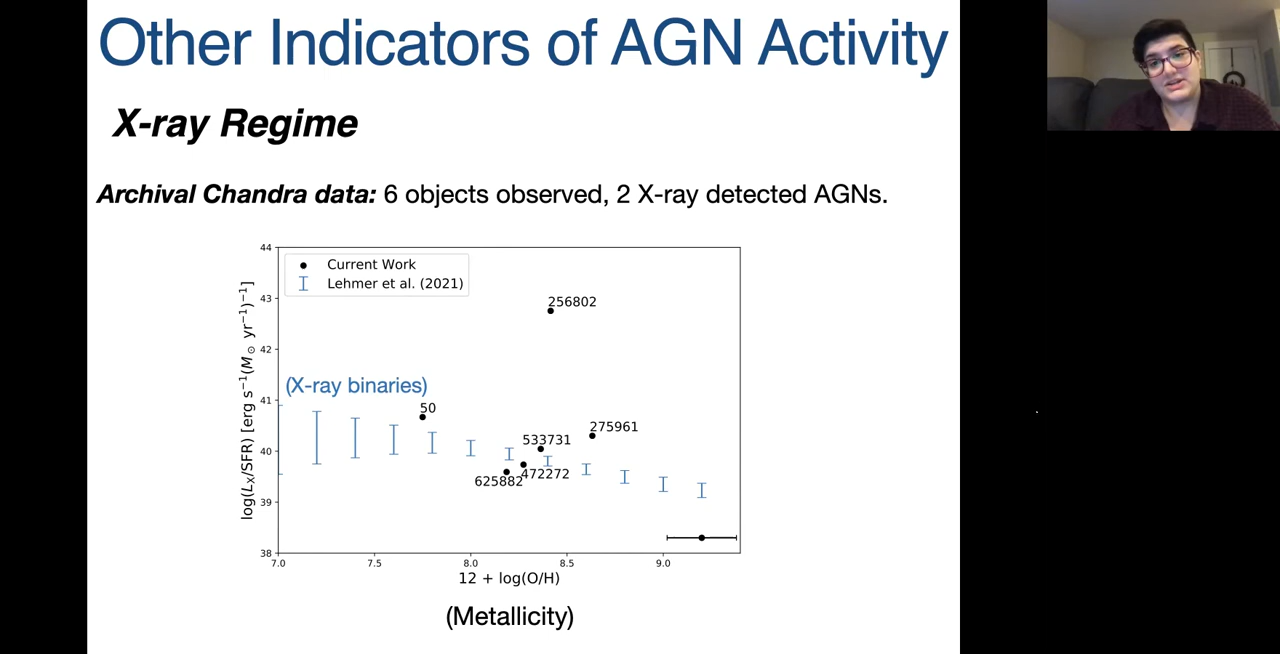 Other Indicators of AGN Activity
X-ray Regime
Archival Chandra data: 6 objects observed, 2 X-ray detected AGNs.
44
43
42
41
40
39
38
log(L_X/SFR) [erg s^−1(M_⊙ yr^−1)^−1]
Current Work
Lehmer et al. (2021)
256802
(X-ray binaries)
50
275961
533731
472272
625882
7.0 7.5 8.0 8.5 9.0
12 + log(O/H)
(Metallicity)